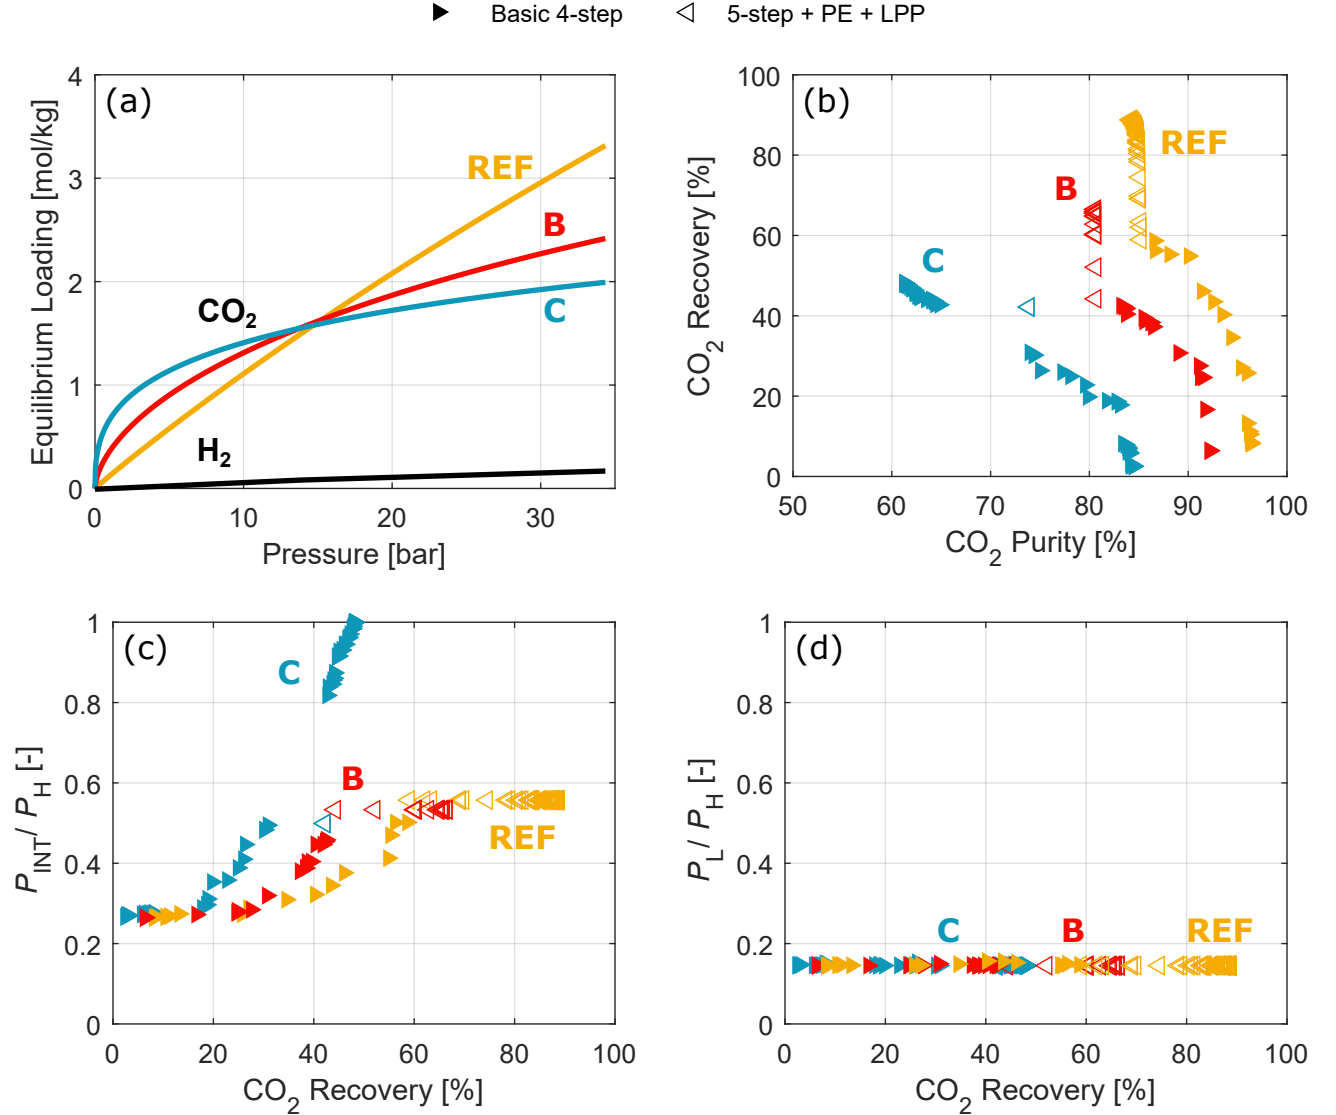 Basic 4-step
5-step + PE + LPP
(a)
Equilibrium Loading [mol/kg]
4
3
2
1
0
REF
B
C
CO2
H2
0 10 20 30
Pressure [bar]
(b)
CO2 Recovery [%]
100
80
60
40
20
0
REF
B
C
50 60 70 80 90 100
CO2 Purity [%]
(c)
PINT/ PH [-]
1
0.8
0.6
0.4
0.2
0
C
B
REF
0 20 40 60 80 100
CO2 Recovery [%]
(d)
PL/ PH [-]
1
0.8
0.6
0.4
0.2
0
C
B
REF
0 20 40 60 80 100
CO2 Recovery [%]